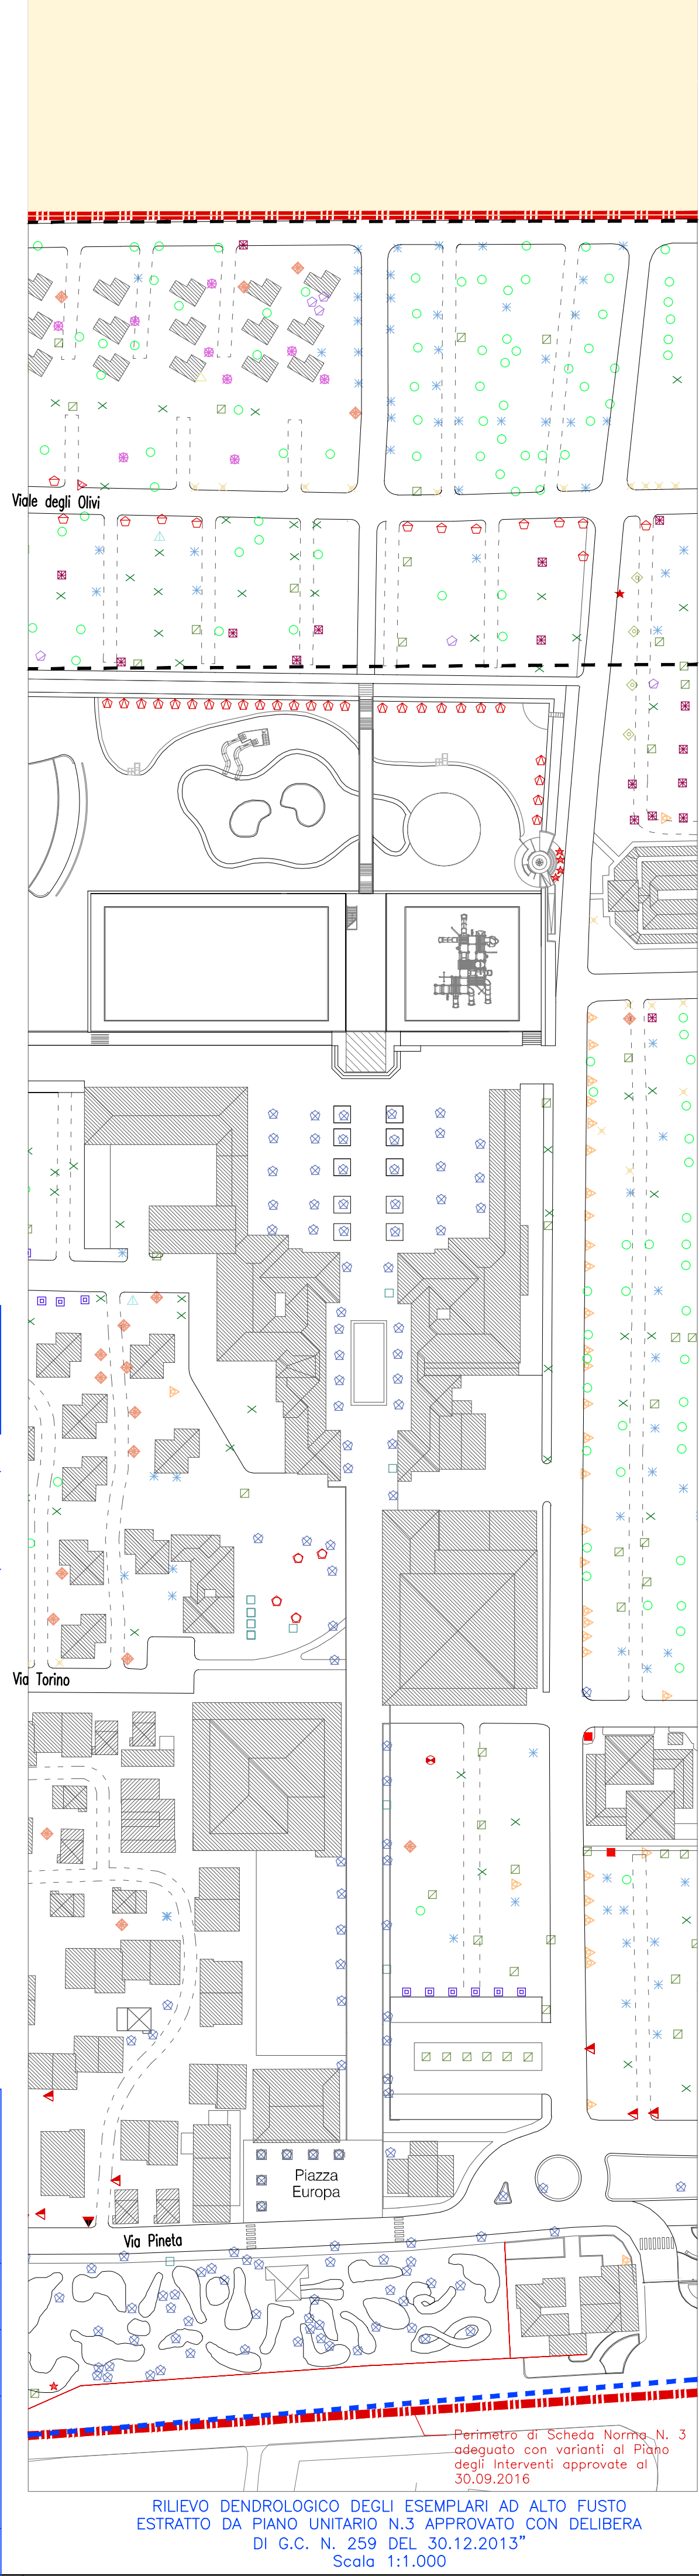 Viale degli Olivi
Via Torino
Piazza
Europa
Via Pineta
Perimetro di Scheda Norma N. 3
adeguato con varianti al Piano
degli Interventi approvate al
30.09.2016
RILIEVO DENDROLOGICO DEGLI ESEMPLARI AD ALTO FUSTO
ESTRATTO DA PIANO UNITARIO N.3 APPROVATO CON DELIBERA
DI G.C. N. 259 DEL 30.12.2013”
Scala 1:1.000